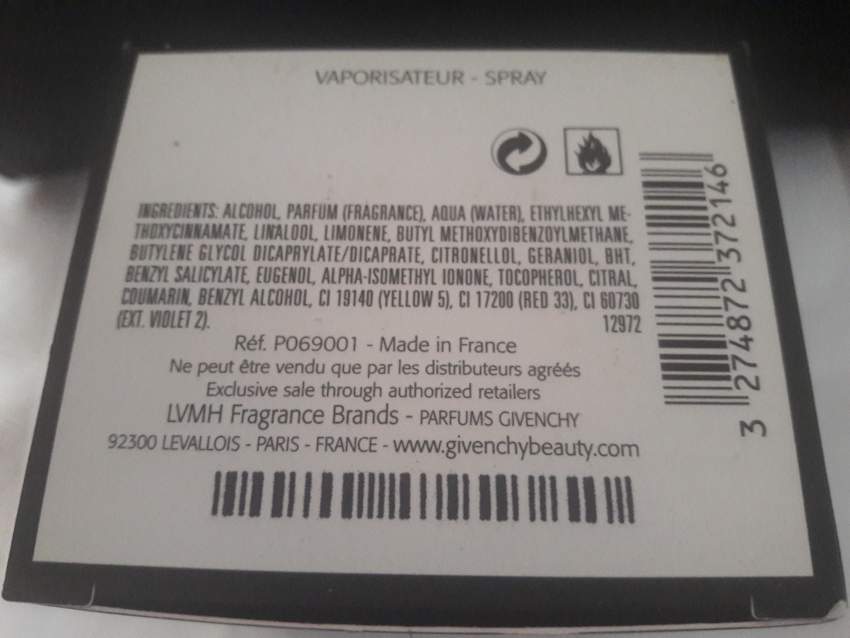 VAPORISATEUR - SPRAY
INGREDIENTS: ALCOHOL, PARFUM (FRAGRANCE), AQUA (WATER), ETHYLHEXYL ME-
THOXYCINNAMATE, LINALOOL, LIMONENE, BUTYL METHOXYDIBENZOYLMETHANE,
BUTYLENE GLYCOL DICAPRYLATE/DICAPRATE, CITRONELLOL, GERANIOL, BHT,
BENZYL SALICYLATE, EUGENOL, ALPHA-ISOMETHYL IONONE, TOCOPHEROL, CITRAL,
COUMARIN, BENZYL ALCOHOL, CI 19140 (YELLOW 5), CI 17200 (RED 33), CI 60730
(EXT. VIOLET 2). 12972
Réf. P069001 - Made in France
Ne peut être vendu que par les distributeurs agréés
Exclusive sale through authorized retailers
LVMH Fragrance Brands - PARFUMS GIVENCHY
92300 LEVALLOIS - PARIS - FRANCE - www.givenchybeauty.com
3 274872 372146